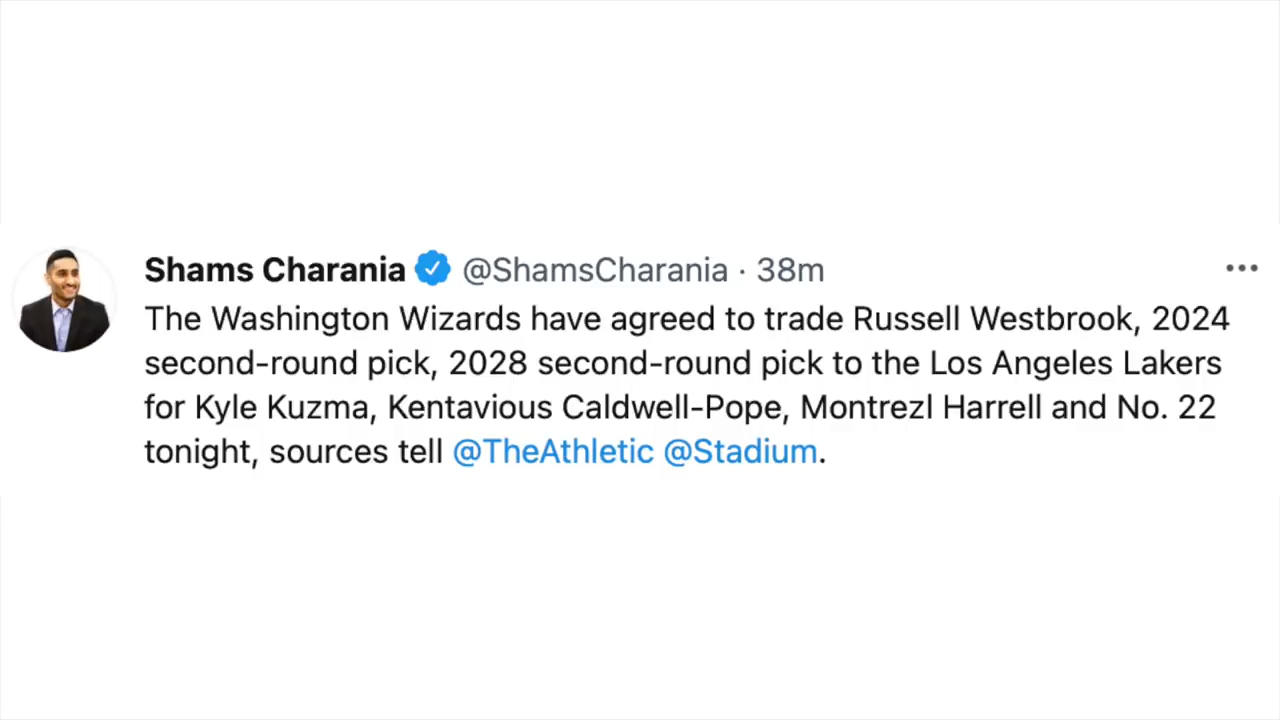 Shams Charania @ShamsCharania · 38m
The Washington Wizards have agreed to trade Russell Westbrook, 2024
second-round pick, 2028 second-round pick to the Los Angeles Lakers
for Kyle Kuzma, Kentavious Caldwell-Pope, Montrezl Harrell and No. 22
tonight, sources tell @TheAthletic @Stadium.